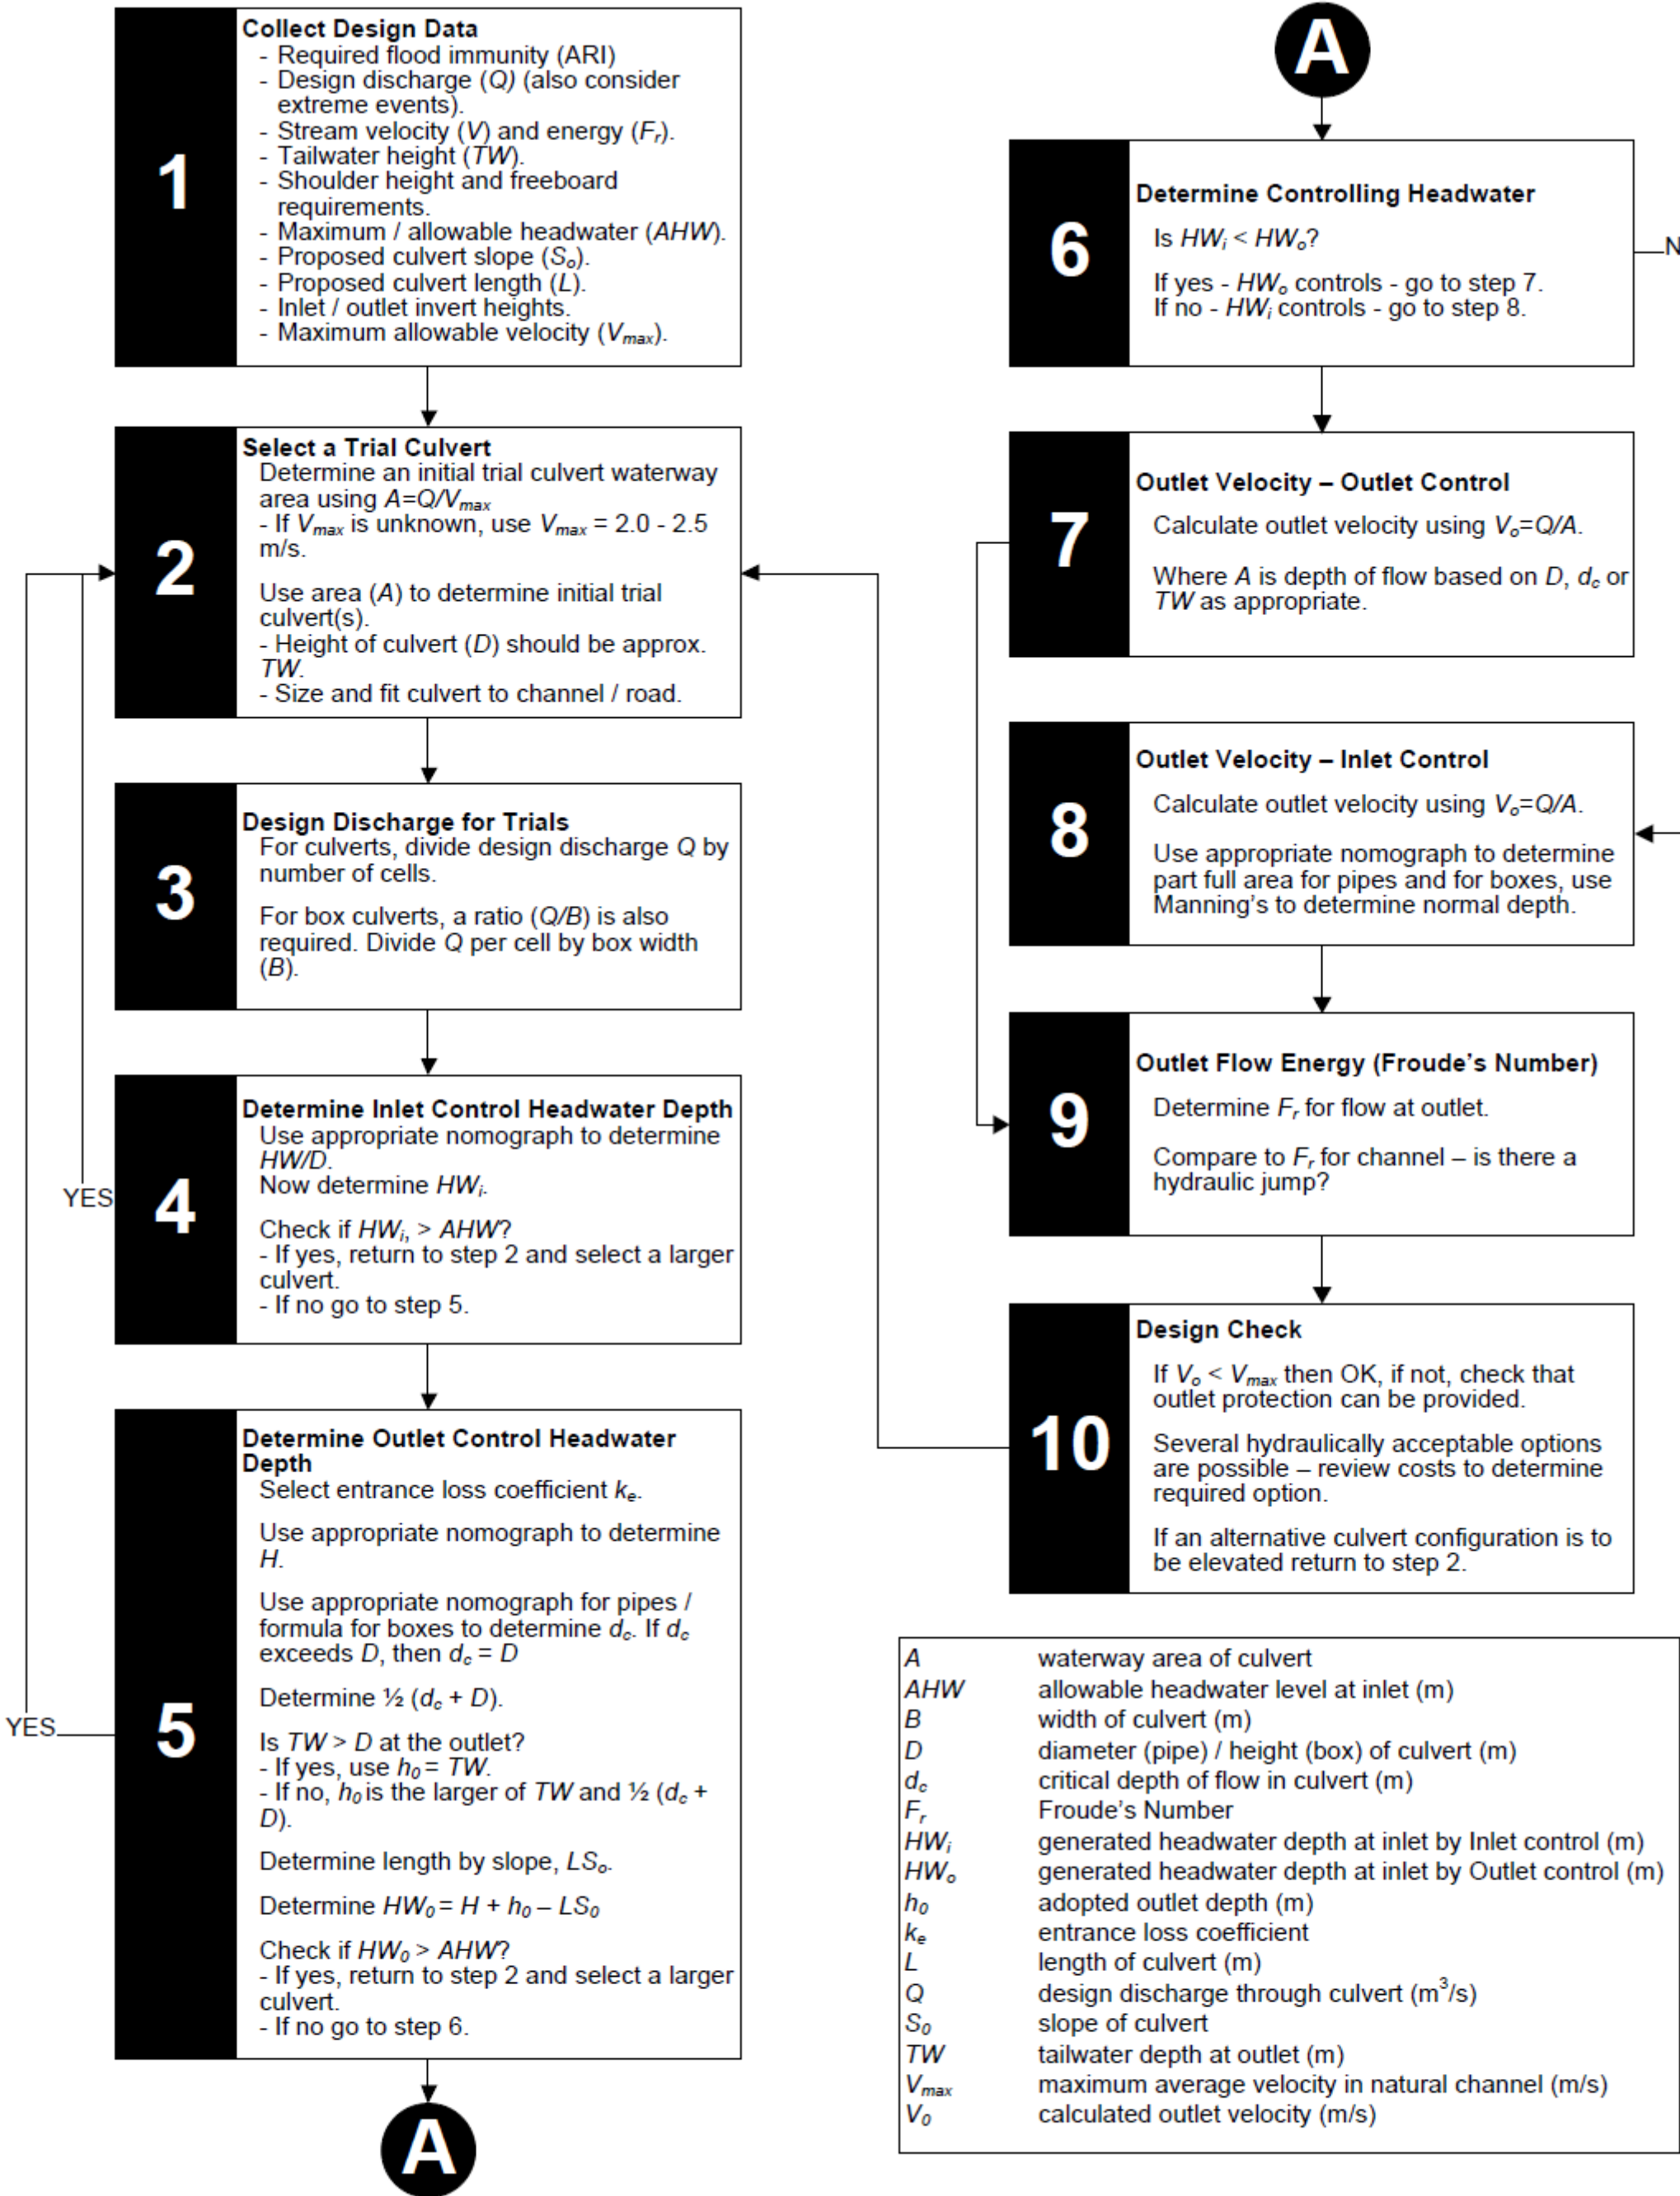 1
Collect Design Data
- Required flood immunity (ARI)
- Design discharge (Q) (also consider
extreme events).
- Stream velocity (V) and energy (Fr).
- Tailwater height (TW).
- Shoulder height and freeboard
requirements.
- Maximum / allowable headwater (AHW).
- Proposed culvert slope (So).
- Proposed culvert length (L).
- Inlet / outlet invert heights.
- Maximum allowable velocity (Vmax).
2
Select a Trial Culvert
Determine an initial trial culvert waterway
area using A=Q/Vmax
- If Vmax is unknown, use Vmax = 2.0 - 2.5
m/s.
Use area (A) to determine initial trial
culvert(s).
- Height of culvert (D) should be approx.
TW.
- Size and fit culvert to channel / road.
3
Design Discharge for Trials
For culverts, divide design discharge Q by
number of cells.
For box culverts, a ratio (Q/B) is also
required. Divide Q per cell by box width
(B).
YES
4
Determine Inlet Control Headwater Depth
Use appropriate nomograph to determine
HW/D.
Now determine HWi.
Check if HWi, > AHW?
- If yes, return to step 2 and select a larger
culvert.
- If no go to step 5.
YES
5
Determine Outlet Control Headwater
Depth
Select entrance loss coefficient ke.
Use appropriate nomograph to determine
H.
Use appropriate nomograph for pipes /
formula for boxes to determine dc. If dc
exceeds D, then dc = D
Determine ½ (dc + D).
Is TW > D at the outlet?
- If yes, use h0 = TW.
- If no, h0 is the larger of TW and ½ (dc +
D).
Determine length by slope, LSo.
Determine HW0 = H + h0 – LS0
Check if HW0 > AHW?
- If yes, return to step 2 and select a larger
culvert.
- If no go to step 6.
A
A
6
Determine Controlling Headwater
Is HWi < HWo?
If yes - HWo controls - go to step 7.
If no - HWi controls - go to step 8.
N
7
Outlet Velocity – Outlet Control
Calculate outlet velocity using Vo=Q/A.
Where A is depth of flow based on D, dc or
TW as appropriate.
8
Outlet Velocity – Inlet Control
Calculate outlet velocity using Vo=Q/A.
Use appropriate nomograph to determine
part full area for pipes and for boxes, use
Manning's to determine normal depth.
9
Outlet Flow Energy (Froude's Number)
Determine Fr for flow at outlet.
Compare to Fr for channel – is there a
hydraulic jump?
10
Design Check
If Vo < Vmax then OK, if not, check that
outlet protection can be provided.
Several hydraulically acceptable options
are possible – review costs to determine
required option.
If an alternative culvert configuration is to
be elevated return to step 2.
A waterway area of culvert
AHW allowable headwater level at inlet (m)
B width of culvert (m)
D diameter (pipe) / height (box) of culvert (m)
dc critical depth of flow in culvert (m)
Fr Froude's Number
HWi generated headwater depth at inlet by Inlet control (m)
HWo generated headwater depth at inlet by Outlet control (m)
h0 adopted outlet depth (m)
ke entrance loss coefficient
L length of culvert (m)
Q design discharge through culvert (m³/s)
S0 slope of culvert
TW tailwater depth at outlet (m)
Vmax maximum average velocity in natural channel (m/s)
V0 calculated outlet velocity (m/s)